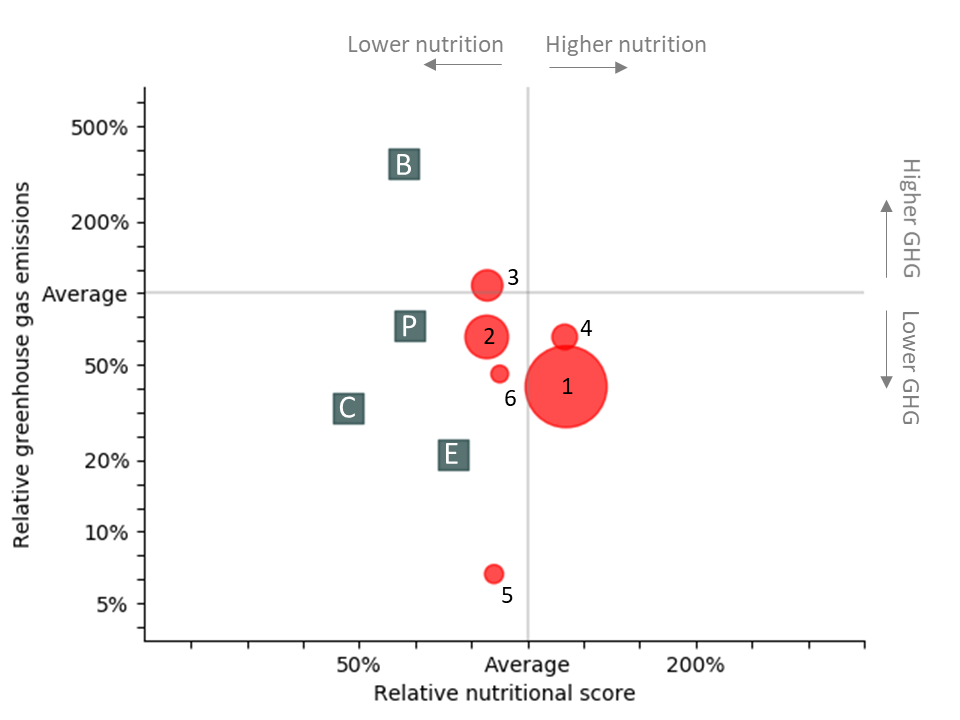 Lower nutrition
Higher nutrition
500%
200%
Average
50%
20%
10%
5%
Relative greenhouse gas emissions
B
3
P
2
4
6
1
C
E
5
Higher GHG
Lower GHG
50%
Average
200%
Relative nutritional score